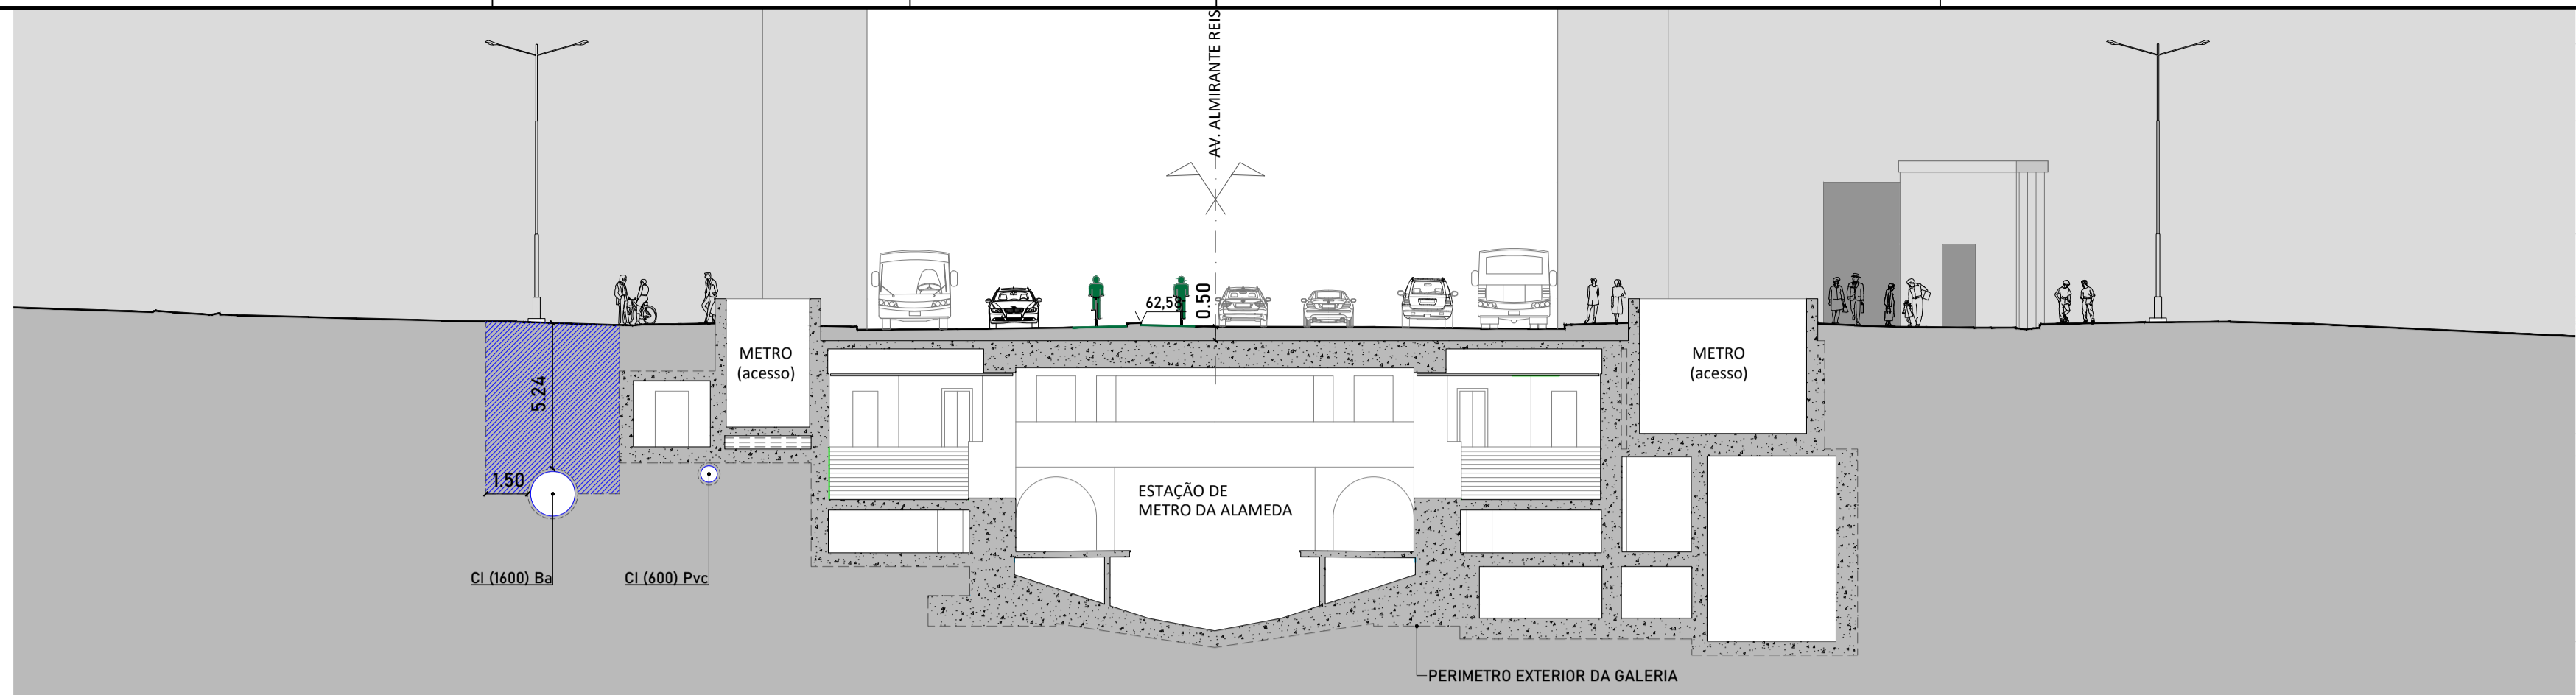 AV. ALMIRANTE REIS
62,58
0.50
METRO
(acesso)
METRO
(acesso)
5.24
1.50
ESTAÇÃO DE
METRO DA ALAMEDA
CI (1600) Ba
CI (600) Pvc
PERIMETRO EXTERIOR DA GALERIA